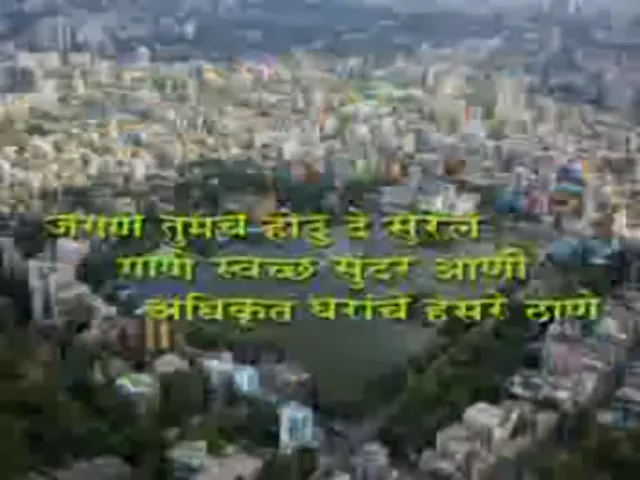 जगणं तुमचं होदु दे सुरेल
गाणे स्वच्छ सुंदर आणी
अधिकृत घरांचे हसरे ठाणे